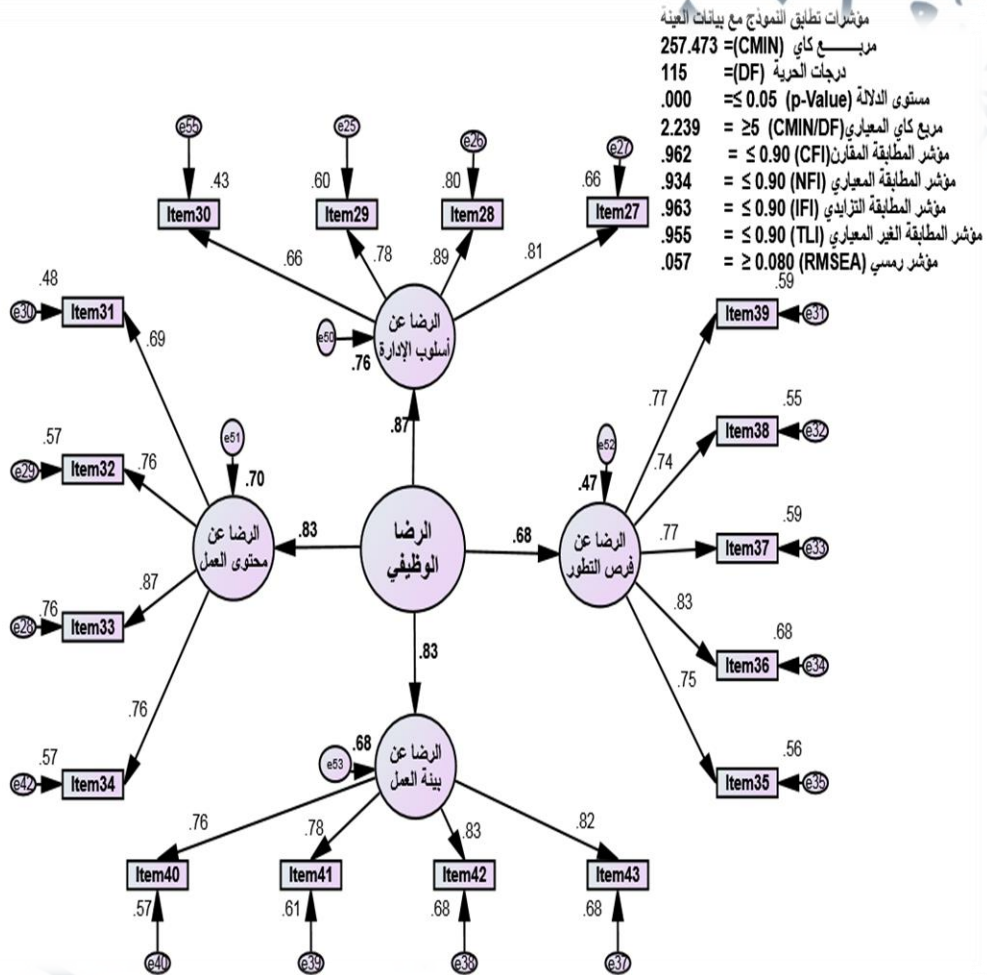 مؤشرات تطابق النموذج مع بيانات العينة
مربـــــع كاي (CMIN)= 257.473
درجات الحرية (DF)= 115
مستوى الدلالة (p-Value) 0.05 ≥= .000
مربع كاي المعياري(CMIN/DF) 5≤ = 2.239
مؤشر المطابقة المقارن(CFI) 0.90 ≥ = .962
مؤشر المطابقة المعياري (NFI) 0.90 ≥ = .934
مؤشر المطابقة التزايدي (IFI) 0.90 ≥ = .963
مؤشر المطابقة الغير المعياري (TLI) 0.90 ≥ = .955
مؤشر رمسي (RMSEA) 0.080 ≤ = .057
e55 e25 e26 e27
.43 .60 .80 .66
Item30 Item29 Item28 Item27
.66 .78 .89 .81
الرضا عن
أسلوب الإدارة
e50
.76
.87
.48
e30 Item31
.69
.57
e29 Item32
.76
e51
.70
الرضا عن
محتوى العمل
.83
.87
.76
e28 Item33
.76
.57
e42 Item34
الرضا
الوظيفي
.68
e52
.47
الرضا عن
فرص التطور
.59
Item39 e31
.77
.55
Item38 e32
.74
.59
Item37 e33
.77
.83
.68
Item36 e34
.75
.56
Item35 e35
.83
.68
e53
الرضا عن
بيئة العمل
.76 .78 .83 .82
Item40 Item41 Item42 Item43
.57 .61 .68 .68
e40 e39 e38 e37